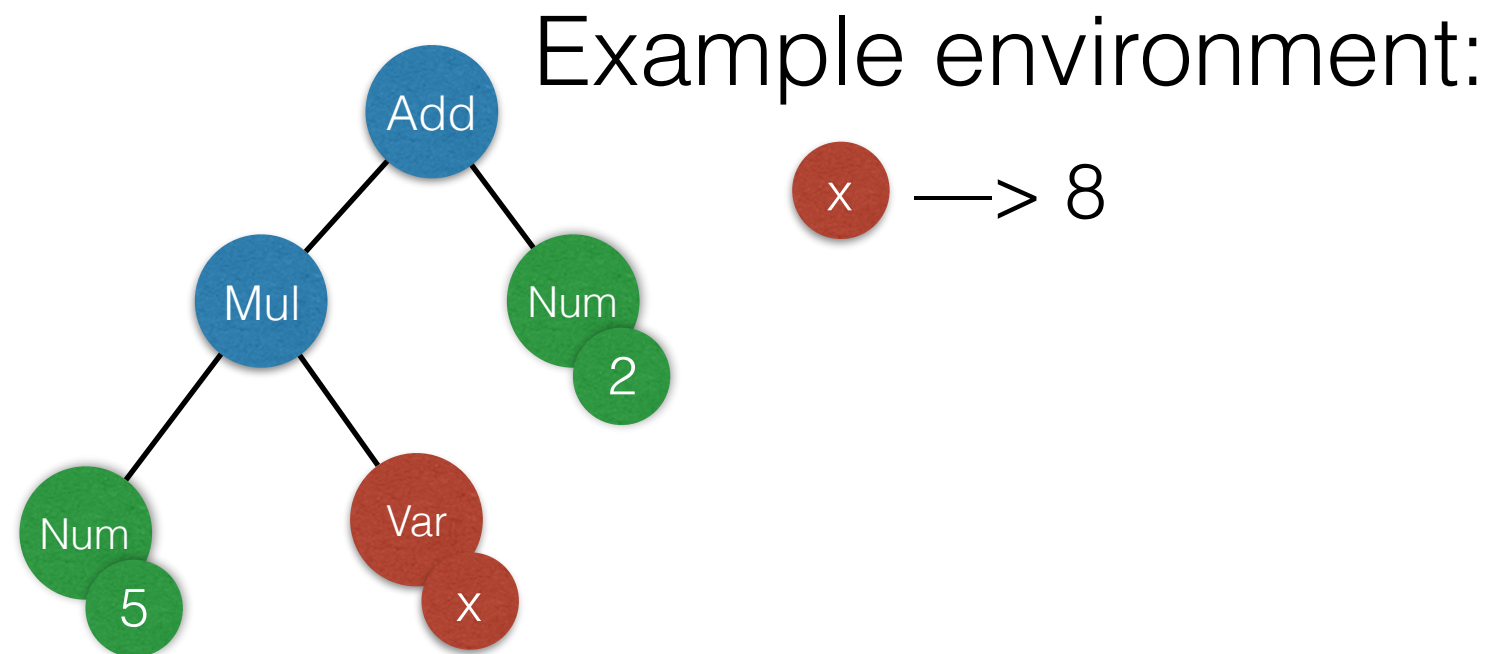 Example environment:
Add
x —> 8
Mul
Num
2
Num
5
Var
x